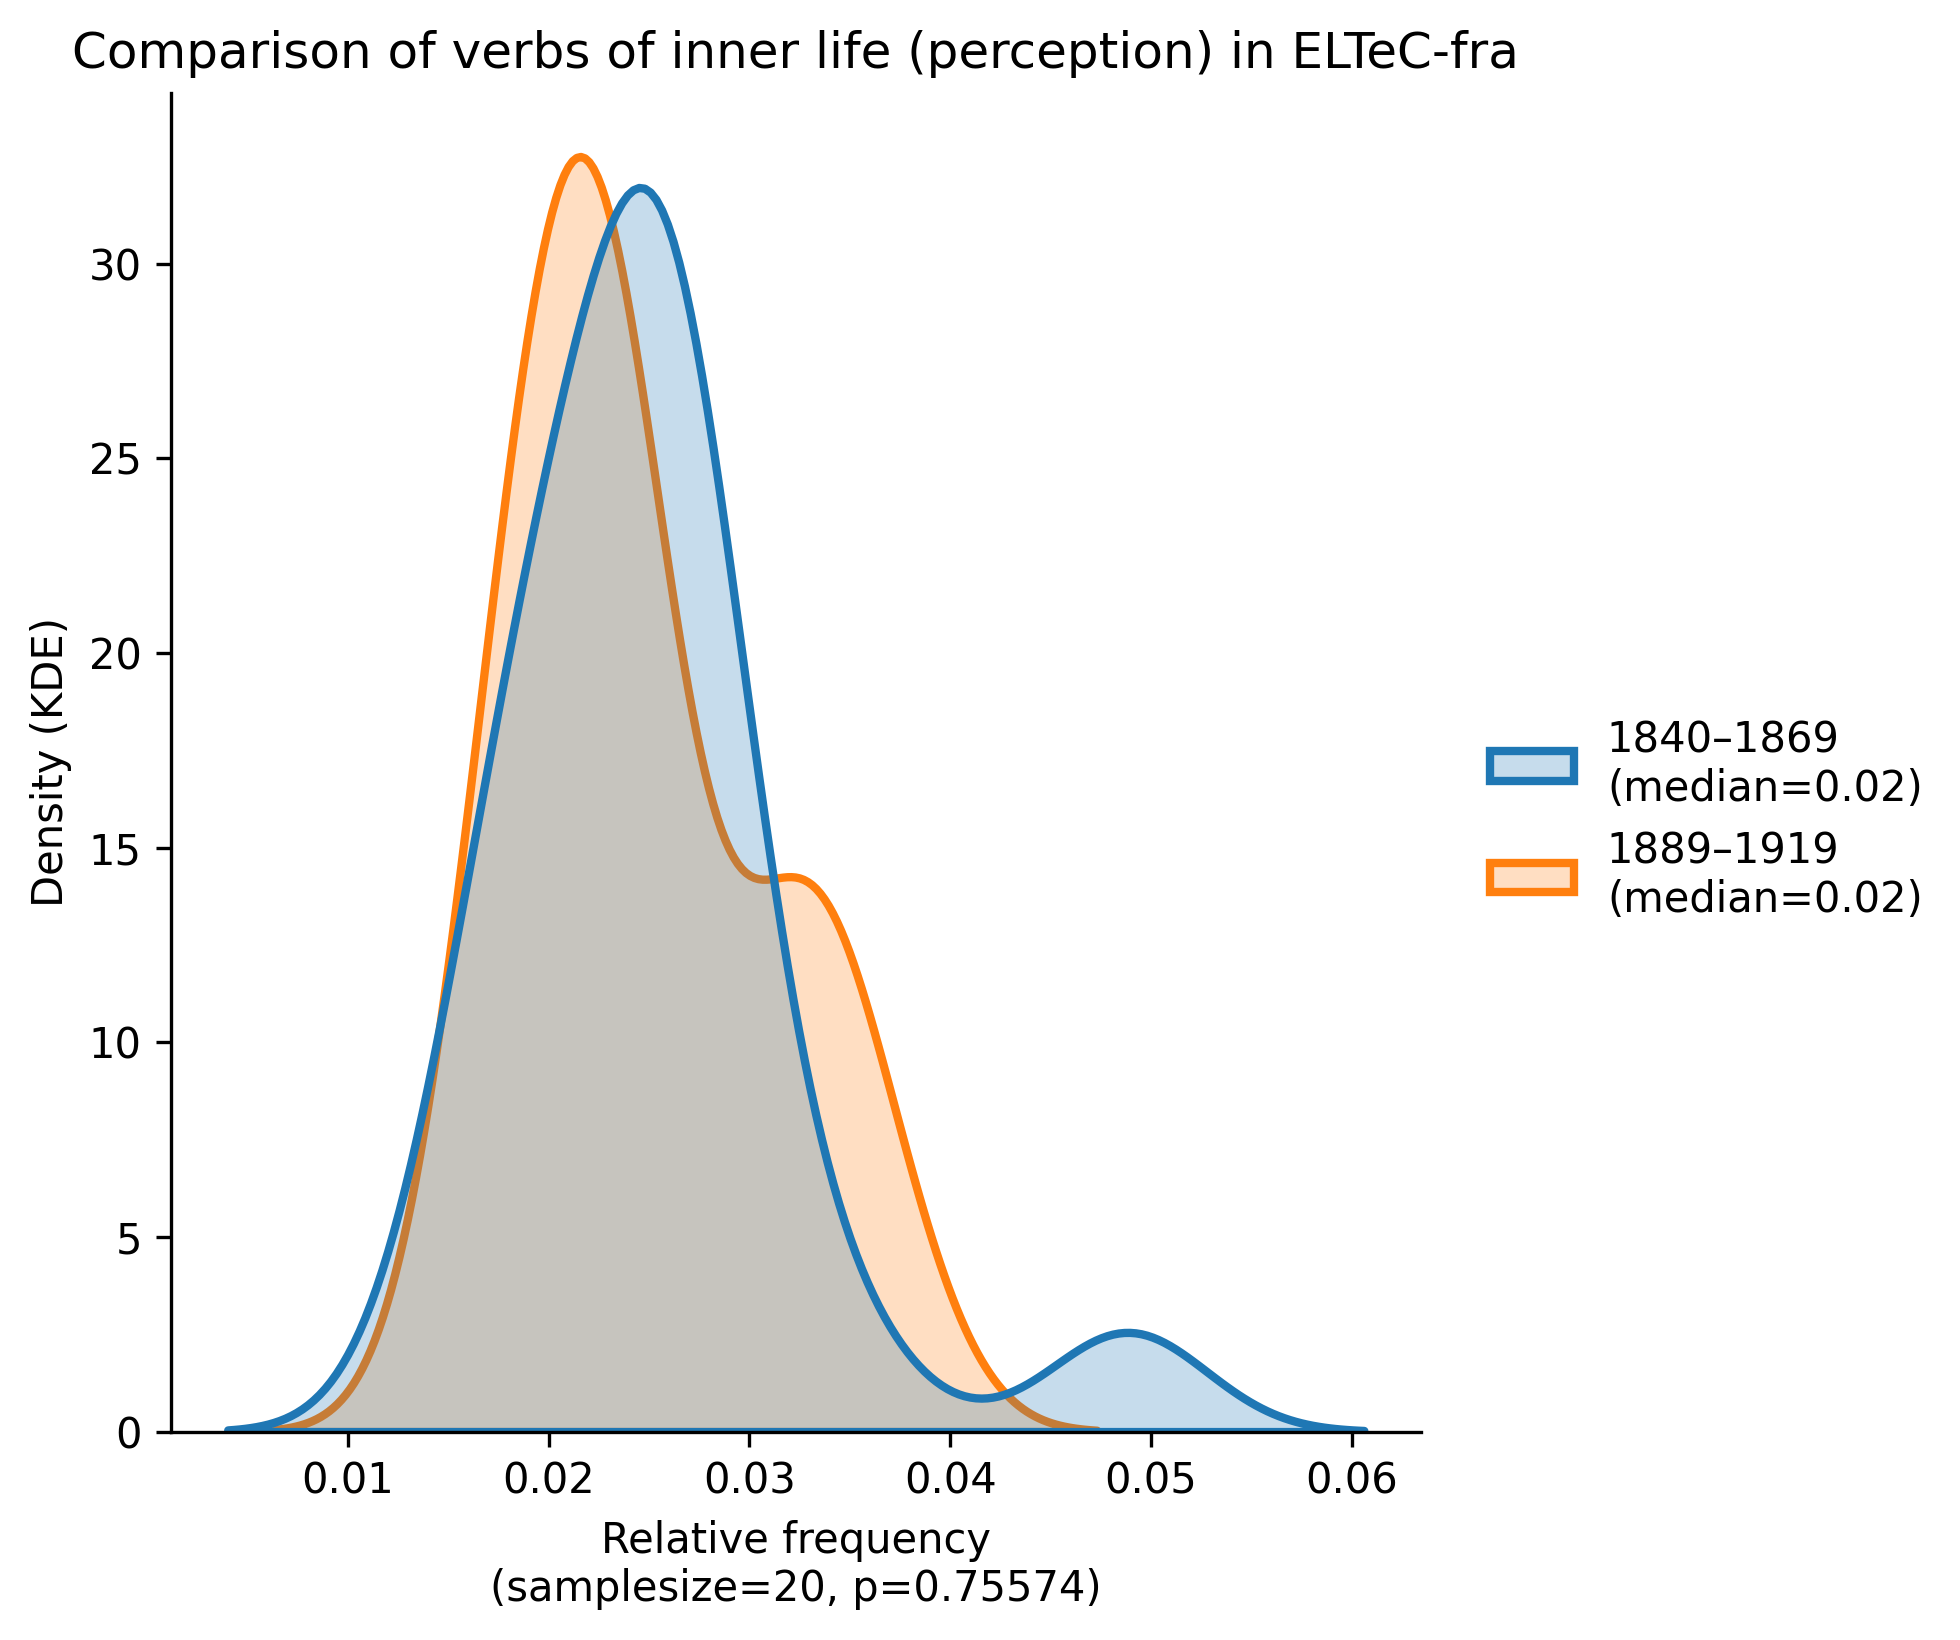 Comparison of verbs of inner life (perception) in ELTeC-fra
Density (KDE)
30
25
20
15
10
5
0
0.01 0.02 0.03 0.04 0.05 0.06
Relative frequency
(samplesize=20, p=0.75574)
1840–1869
(median=0.02)
1889–1919
(median=0.02)